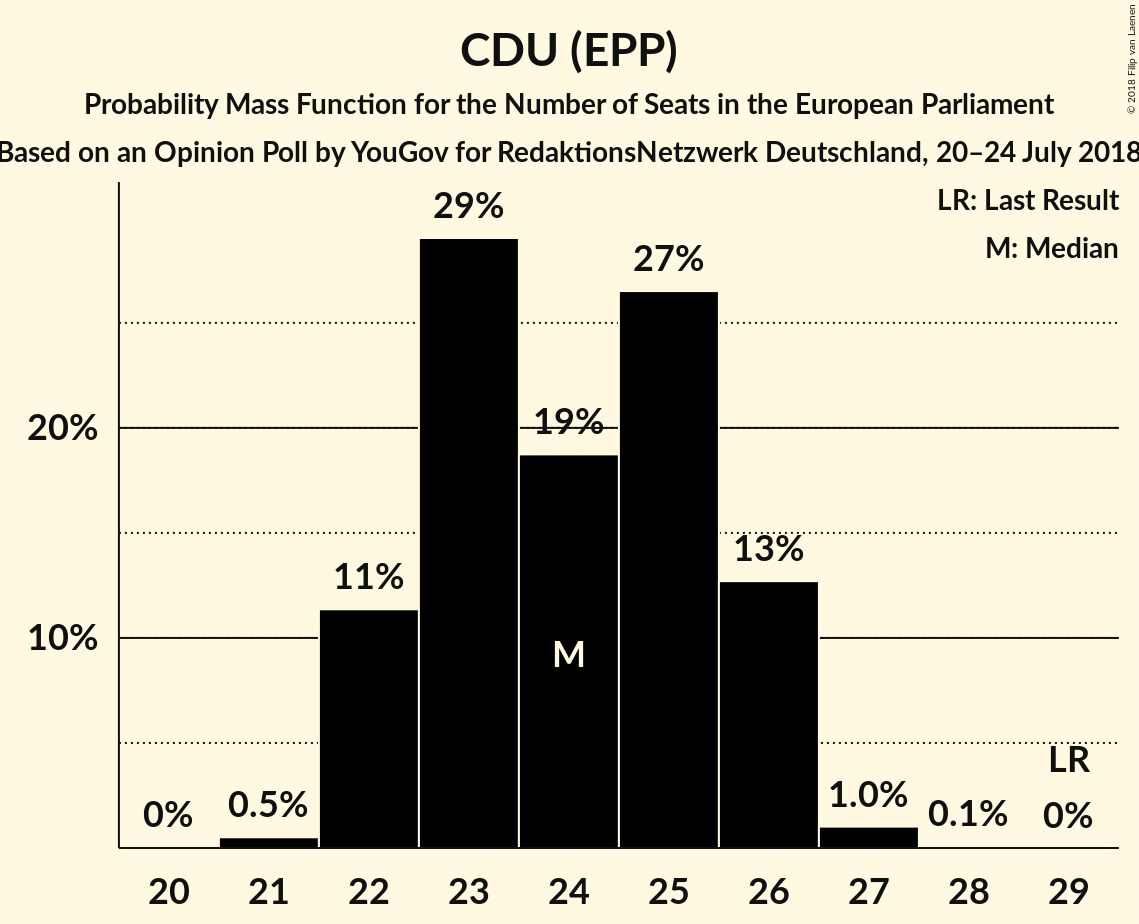 CDU (EPP)
Probability Mass Function for the Number of Seats in the European Parliament
Based on an Opinion Poll by YouGov for RedaktionsNetzwerk Deutschland, 20–24 July 2018
© 2018 Filip van Laenen
LR: Last Result
M: Median
29%
27%
20%
19%
13%
11%
10%
M
LR
0%
0.5%
1.0%
0.1%
0%
20 21 22 23 24 25 26 27 28 29